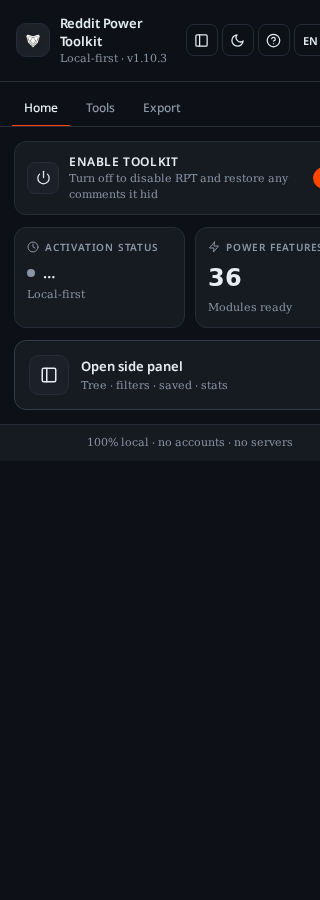 Reddit Power
Toolkit
Local-first · v1.10.3
EN
Home
Tools
Export
ENABLE TOOLKIT
Turn off to disable RPT and restore any
comments it hid
ACTIVATION STATUS
...
Local-first
POWER FEATURES
36
Modules ready
Open side panel
Tree · filters · saved · stats
100% local · no accounts · no servers